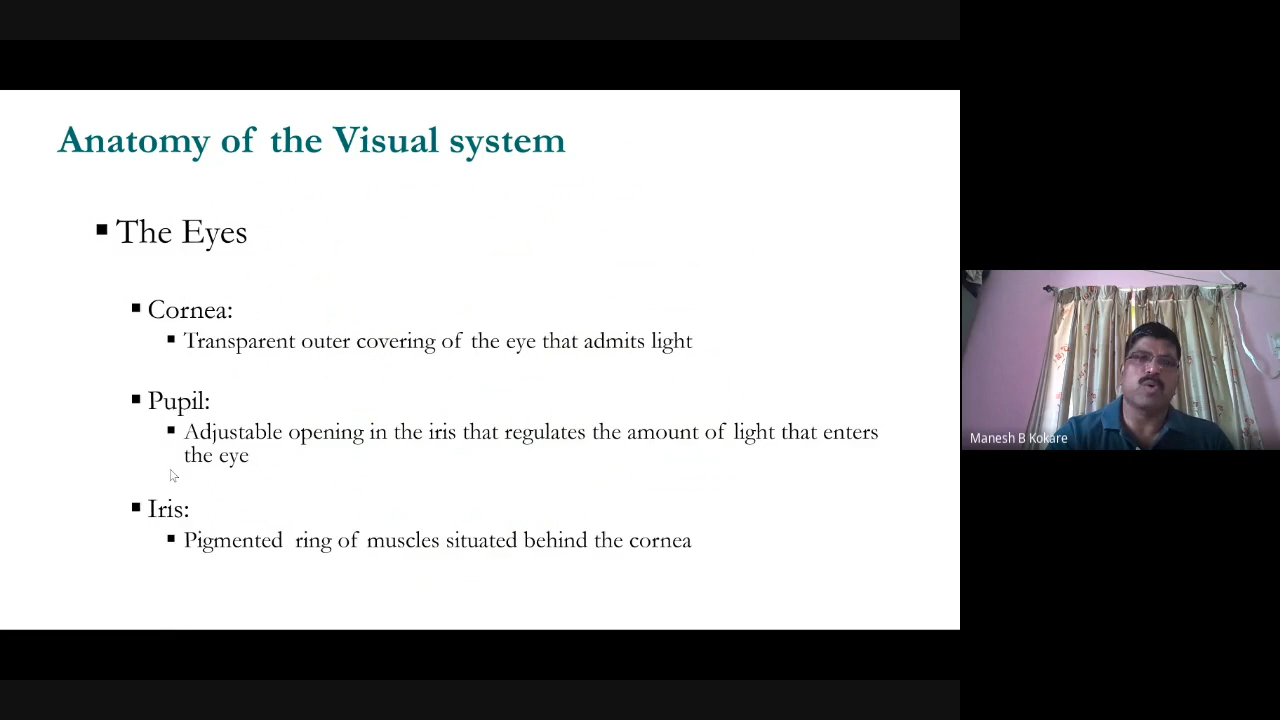 Anatomy of the Visual system
The Eyes
Cornea:
Transparent outer covering of the eye that admits light
Pupil:
Adjustable opening in the iris that regulates the amount of light that enters
the eye
Iris:
Pigmented ring of muscles situated behind the cornea
Manesh B Kokare